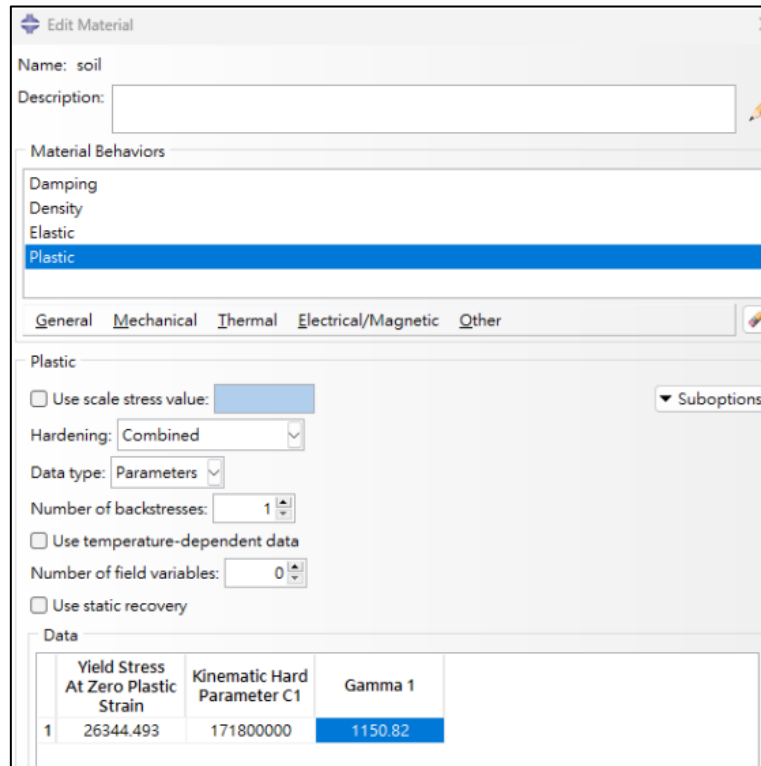 Edit Material
Name: soil
Description:
Material Behaviors
Damping
Density
Elastic
Plastic
General Mechanical Thermal Electrical/Magnetic Other
Plastic
Use scale stress value:
Suboptions
Hardening: Combined
Data type: Parameters
Number of backstresses: 1
Use temperature-dependent data
Number of field variables: 0
Use static recovery
Data
Yield Stress
At Zero Plastic
Strain
Kinematic Hard
Parameter C1
Gamma 1
1 26344.493 171800000 1150.82